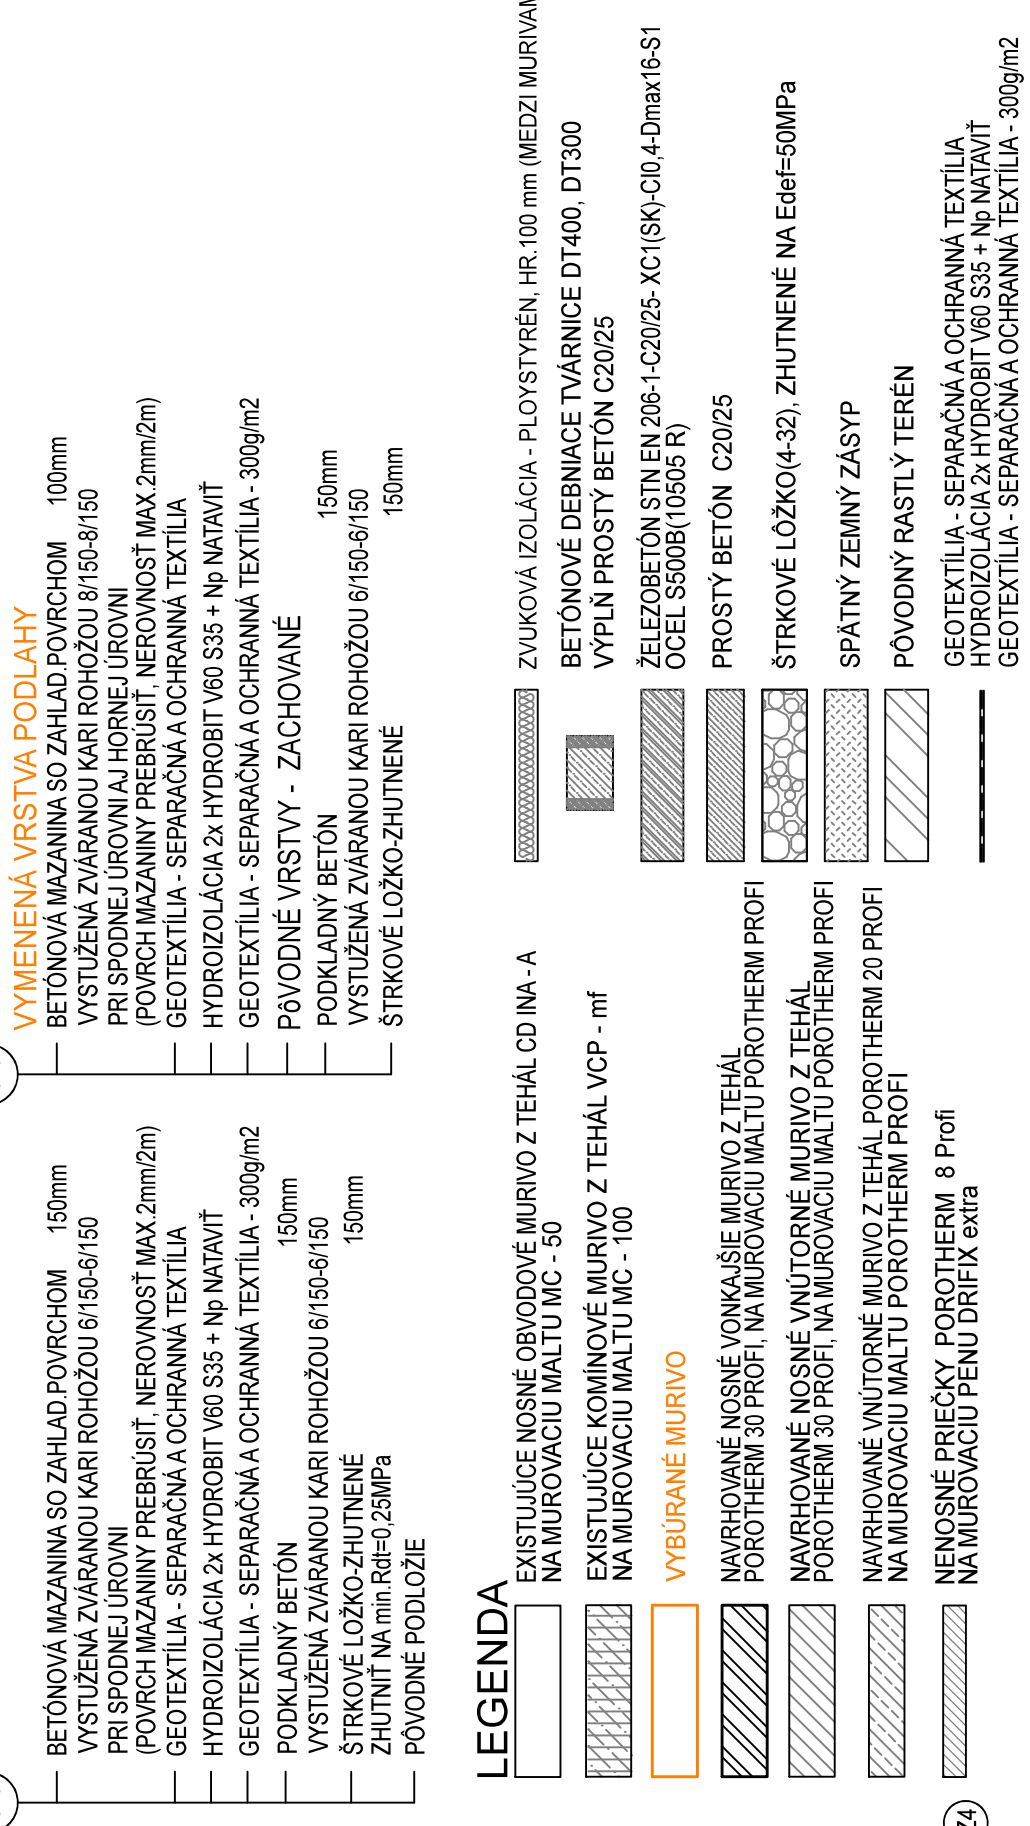 BETÓNOVÁ MAZANINA SO ZAHLAD.POVRCHOM 150mm
VYSTUŽENÁ ZVÁRANOU KARI ROHOŽOU 6/150-6/150
PRI SPODNEJ ÚROVNI
(POVRCH MAZANINY PREBRÚSIŤ, NEROVNOSŤ MAX.2mm/2m)
GEOTEXTÍLIA - SEPARAČNÁ A OCHRANNÁ TEXTÍLIA
HYDROIZOLÁCIA 2x HYDROBIT V60 S35 + Np NATAVIŤ
GEOTEXTÍLIA - SEPARAČNÁ A OCHRANNÁ TEXTÍLIA - 300g/m2
PODKLADNÝ BETÓN 150mm
VYSTUŽENÁ ZVÁRANOU KARI ROHOŽOU 6/150-6/150
ŠTRKOVÉ LOŽKO-ZHUTNENÉ 150mm
ZHUTNIŤ NA min.Rdt=0,25MPa
PÔVODNÉ PODLOŽIE
VYMENENÁ VRSTVA PODLAHY
BETÓNOVÁ MAZANINA SO ZAHLAD.POVRCHOM 100mm
VYSTUŽENÁ ZVÁRANOU KARI ROHOŽOU 8/150-8/150
PRI SPODNEJ ÚROVNI AJ HORNEJ ÚROVNI
(POVRCH MAZANINY PREBRÚSIŤ, NEROVNOSŤ MAX.2mm/2m)
GEOTEXTÍLIA - SEPARAČNÁ A OCHRANNÁ TEXTÍLIA
HYDROIZOLÁCIA 2x HYDROBIT V60 S35 + Np NATAVIŤ
GEOTEXTÍLIA - SEPARAČNÁ A OCHRANNÁ TEXTÍLIA - 300g/m2
PôVODNÉ VRSTVY - ZACHOVANÉ
PODKLADNÝ BETÓN 150mm
VYSTUŽENÁ ZVÁRANOU KARI ROHOŽOU 6/150-6/150
ŠTRKOVÉ LOŽKO-ZHUTNENÉ 150mm
LEGENDA
EXISTUJÚCE NOSNÉ OBVODOVÉ MURIVO Z TEHÁL CD INA - A
NA MUROVACIU MALTU MC - 50
EXISTUJÚCE KOMÍNOVÉ MURIVO Z TEHÁL VCP - mf
NA MUROVACIU MALTU MC - 100
VYBÚRANÉ MURIVO
NAVRHOVANÉ NOSNÉ VONKAJŠIE MURIVO Z TEHÁL
POROTHERM 30 PROFI, NA MUROVACIU MALTU POROTHERM PROFI
NAVRHOVANÉ NOSNÉ VNÚTORNÉ MURIVO Z TEHÁL
POROTHERM 30 PROFI, NA MUROVACIU MALTU POROTHERM PROFI
NAVRHOVANÉ VNÚTORNÉ MURIVO Z TEHÁL POROTHERM 20 PROFI
NA MUROVACIU MALTU POROTHERM PROFI
NENOSNÉ PRIEČKY POROTHERM 8 Profi
NA MUROVACIU PENU DRIFIX extra
Z4
ZVUKOVÁ IZOLÁCIA - PLOYSTYRÉN, HR.100 mm (MEDZI
BETÓNOVÉ DEBNIACE TVÁRNICE DT400, DT300
VÝPLŇ PROSTÝ BETÓN C20/25
ŽELEZOBETÓN STN EN 206-1-C20/25- XC1(SK)-Cl0,4-Dmax16-S1
OCEL S500B(10505 R)
PROSTÝ BETÓN C20/25
ŠTRKOVÉ LÔŽKO(4-32), ZHUTNENÉ NA Edef=50MPa
SPÄTNÝ ZEMNÝ ZÁSYP
PÔVODNÝ RASTLÝ TERÉN
GEOTEXTÍLIA - SEPARAČNÁ A OCHRANNÁ TEXTÍLIA
HYDROIZOLÁCIA 2x HYDROBIT V60 S35 + Np NATAVIŤ
GEOTEXTÍLIA - SEPARAČNÁ A OCHRANNÁ TEXTÍLIA - 300g/m2